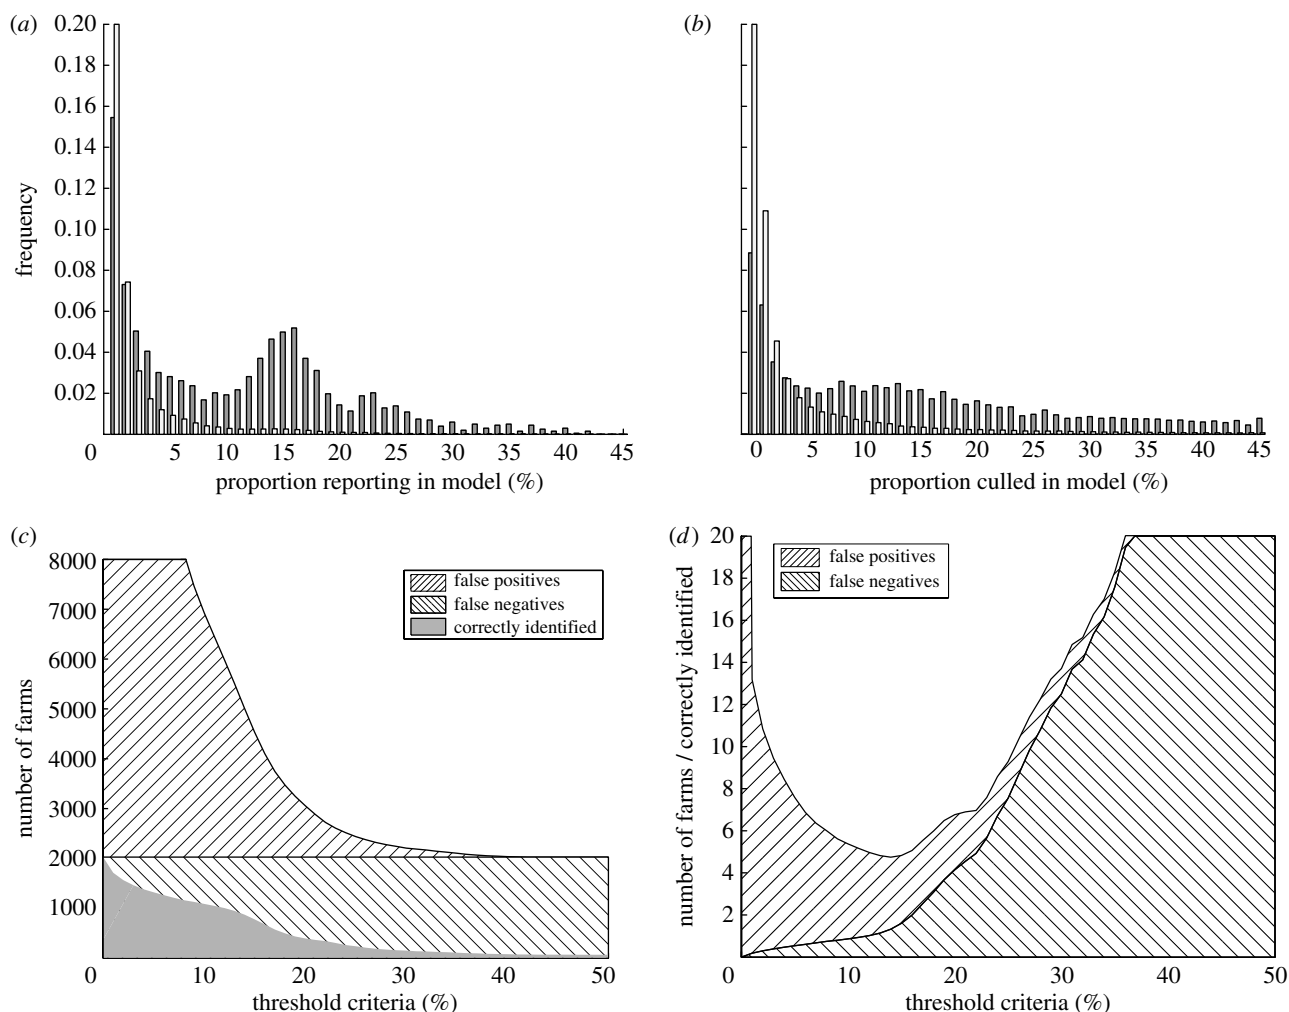 (a)
0.20
0.18
0.16
0.14
0.12
0.10
0.08
0.06
0.04
0.02
frequency
0 5 10 15 20 25 30 35 40 45
proportion reporting in model (%)
(b)
0 5 10 15 20 25 30 35 40 45
proportion culled in model (%)
(c)
8000
7000
6000
5000
4000
3000
2000
1000
number of farms
false positives
false negatives
correctly identified
0 10 20 30 40 50
threshold criteria (%)
(d)
20
18
16
14
12
10
8
6
4
2
number of farms / correctly identified
false positives
false negatives
0 10 20 30 40 50
threshold criteria (%)